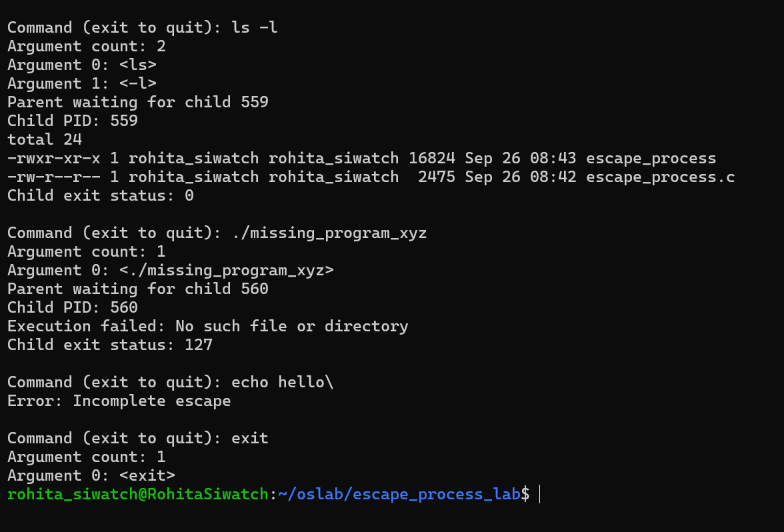 Command (exit to quit): ls -l
Argument count: 2
Argument 0: <ls>
Argument 1: <-l>
Parent waiting for child 559
Child PID: 559
total 24
-rwxr-xr-x 1 rohita_siwatch rohita_siwatch 16824 Sep 26 08:43 escape_process
-rw-r--r-- 1 rohita_siwatch rohita_siwatch  2475 Sep 26 08:42 escape_process.c
Child exit status: 0

Command (exit to quit): ./missing_program_xyz
Argument count: 1
Argument 0: <./missing_program_xyz>
Parent waiting for child 560
Child PID: 560
Execution failed: No such file or directory
Child exit status: 127

Command (exit to quit): echo hello\
Error: Incomplete escape

Command (exit to quit): exit
Argument count: 1
Argument 0: <exit>
rohita_siwatch@RohitaSiwatch:~/oslab/escape_process_lab$